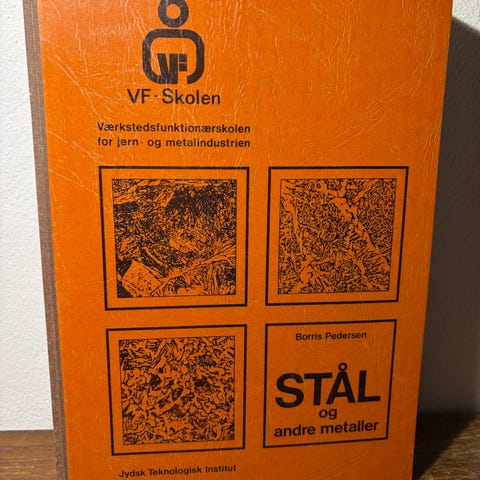 VF
VF-Skolen
Værkstedsfunktionærskolen
for jern- og metalindustrien
Borris Pedersen
STÅL
og
andre metaller
Jydsk Teknologisk Institut